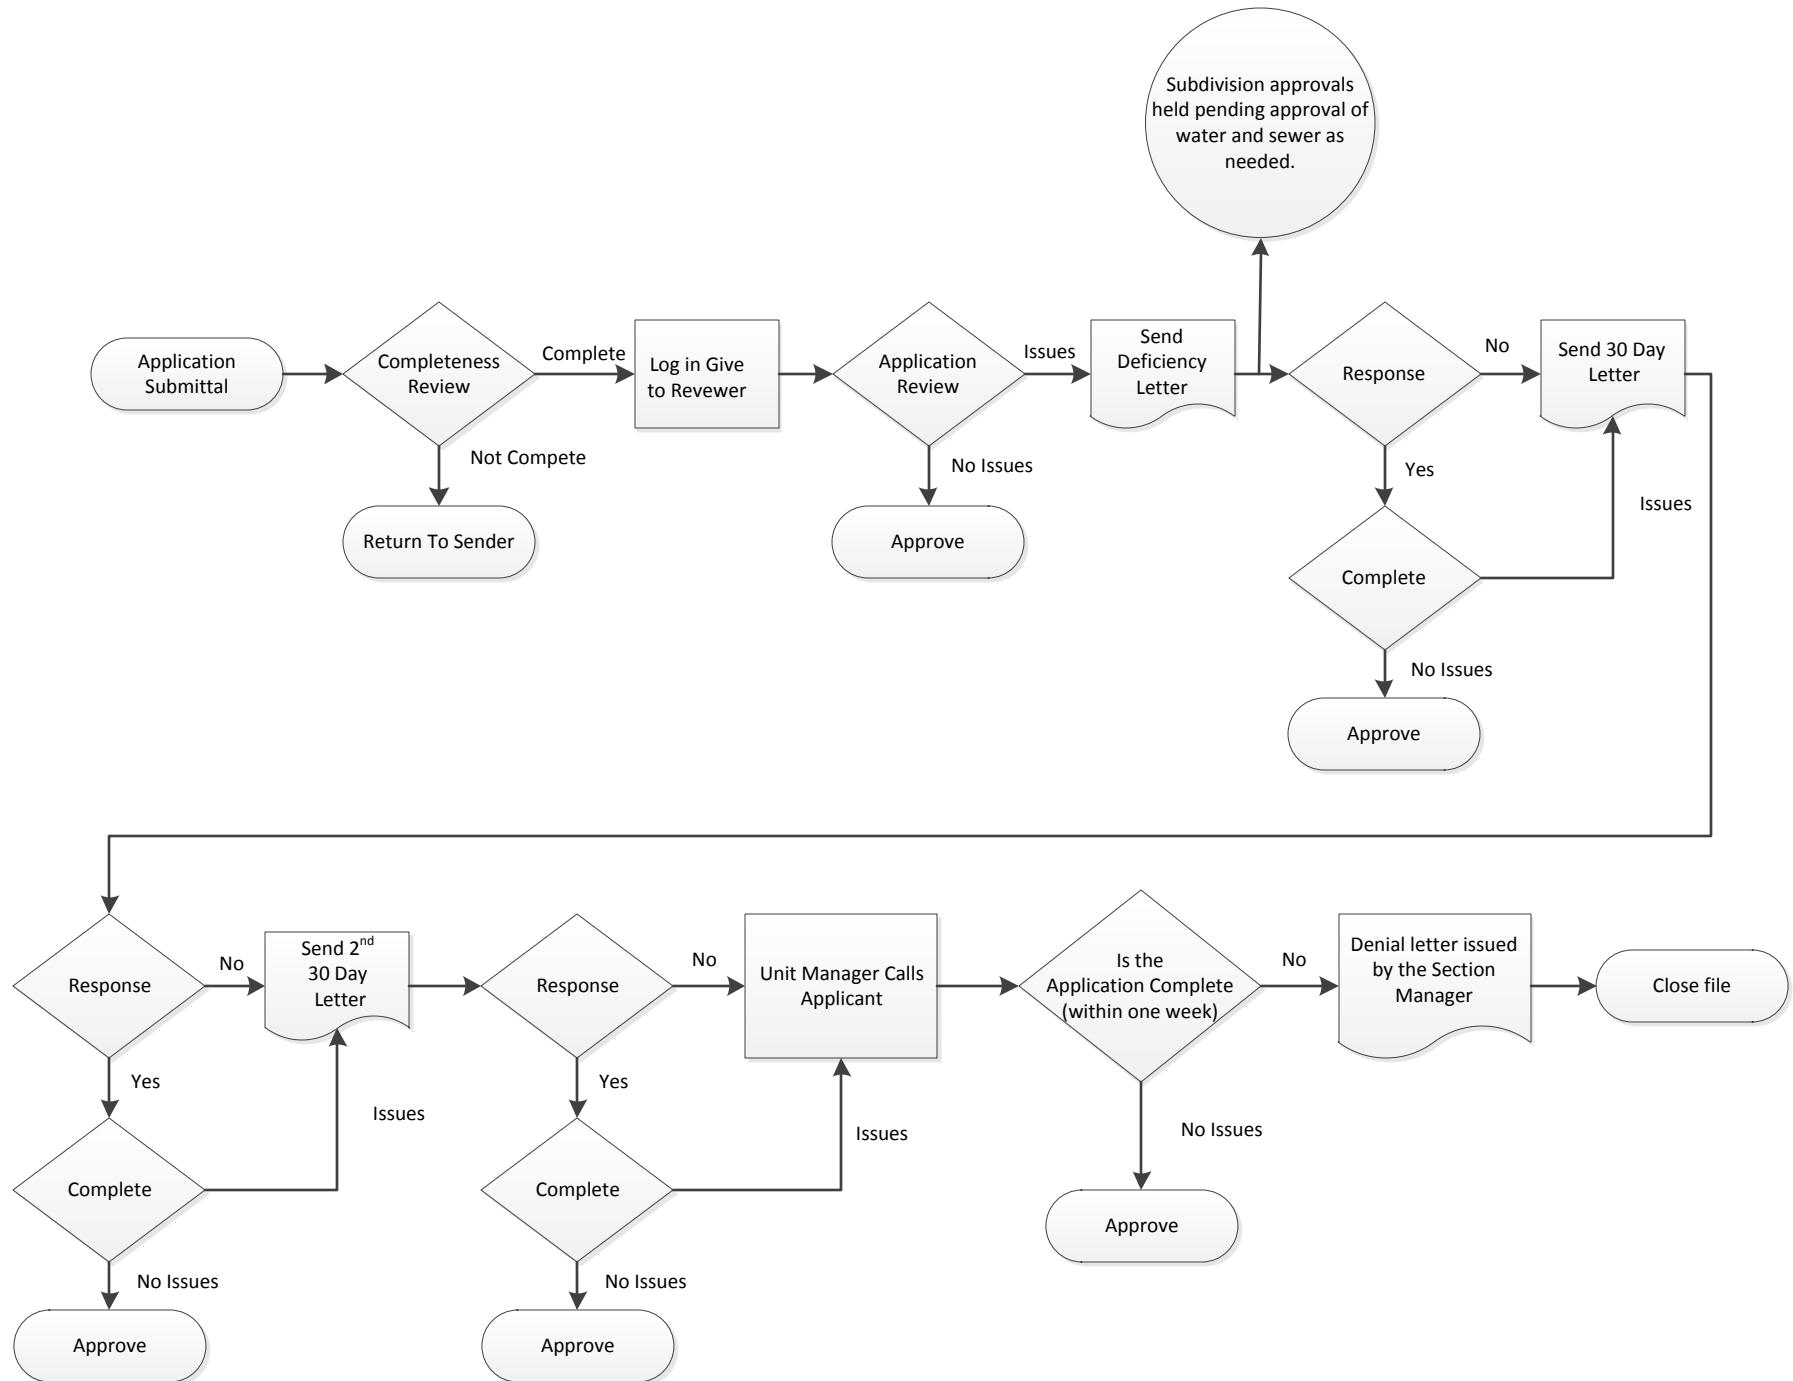 Subdivision approvals
held pending approval of
water and sewer as
needed.
Application
Submittal
Completeness
Review
Complete
Not Compete
Return To Sender
Log in Give
to Revewer
Application
Review
Issues
No Issues
Approve
Send
Deficiency
Letter
Response
No
Yes
Send 30 Day
Letter
Complete
Issues
No Issues
Approve
Response
No
Yes
Send 2nd
30 Day
Letter
Complete
Issues
No Issues
Approve
Response
No
Yes
Complete
Issues
No Issues
Approve
Unit Manager Calls
Applicant
Is the
Application Complete
(within one week)
No
No Issues
Approve
Denial letter issued
by the Section
Manager
Close file